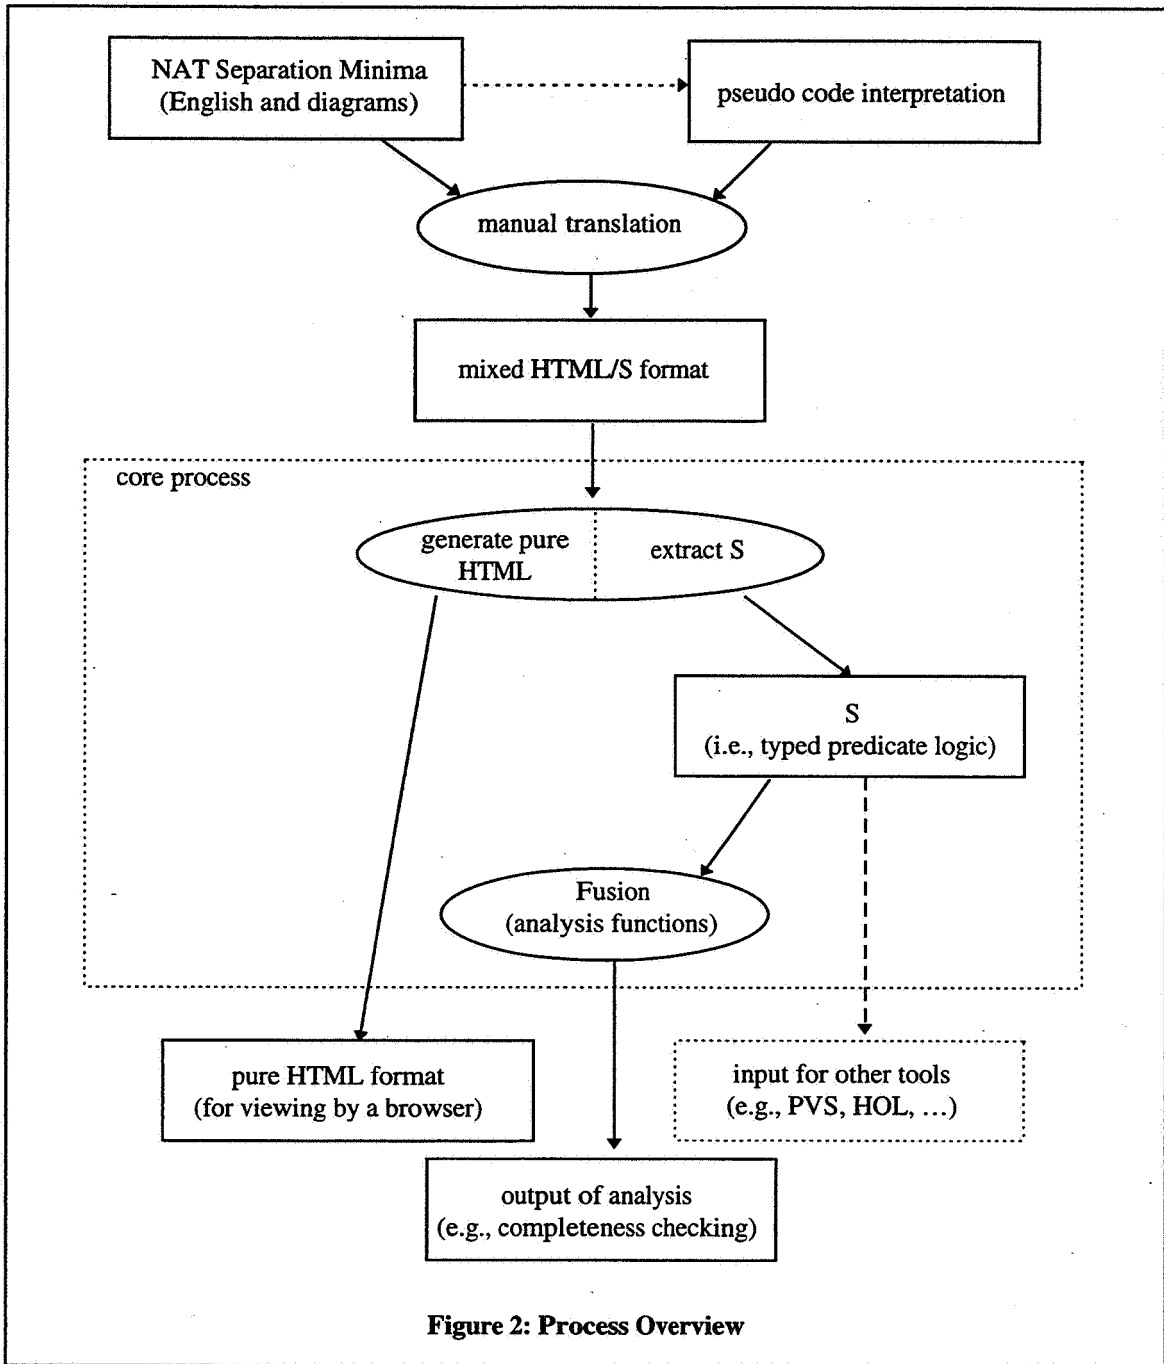 NAT Separation Minima
(English and diagrams)
pseudo code interpretation
manual translation
mixed HTML/S format
core process
generate pure
HTML
extract S
S
(i.e., typed predicate logic)
Fusion
(analysis functions)
pure HTML format
(for viewing by a browser)
input for other tools
(e.g., PVS, HOL, ...)
output of analysis
(e.g., completeness checking)
Figure 2: Process Overview